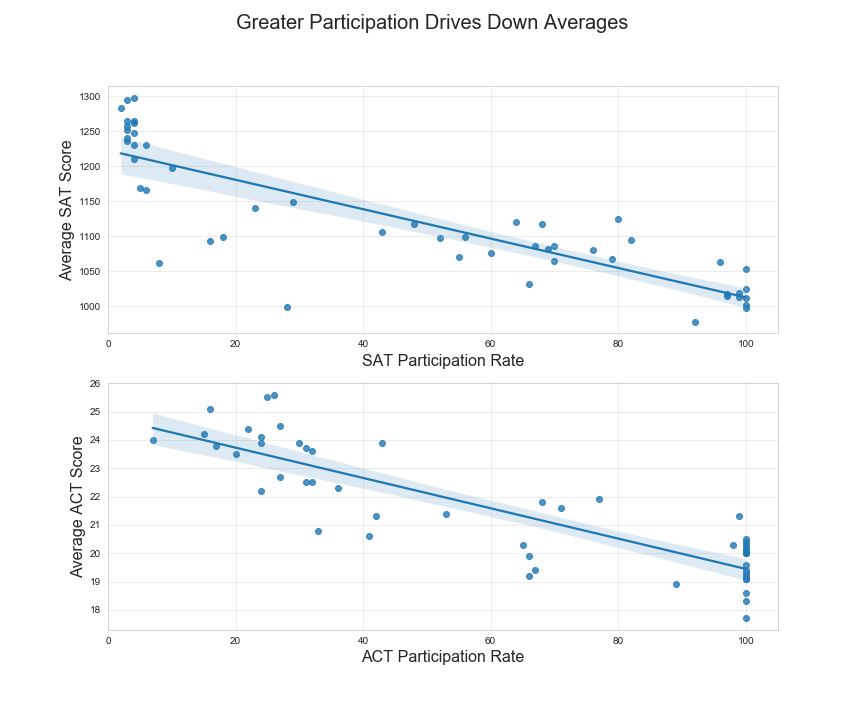 Greater Participation Drives Down Averages
1300
1250
1200
1150
1100
1050
1000
Average SAT Score
0 20 40 60 80 100
SAT Participation Rate
26
25
24
23
22
21
20
19
18
Average ACT Score
0 20 40 60 80 100
ACT Participation Rate